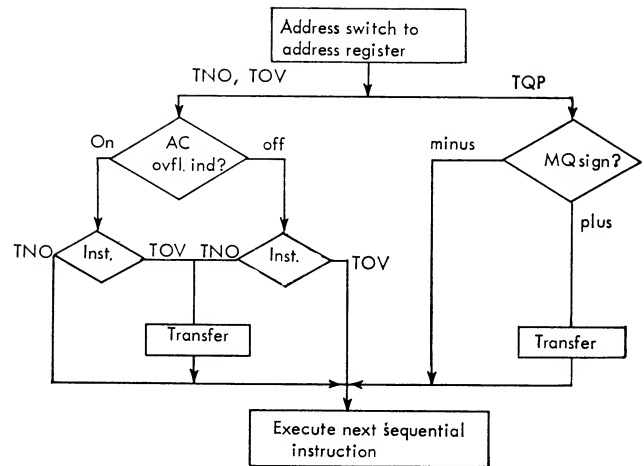 Address switch to
address register
TNO, TOV
TQP
On
AC
ovfl. ind?
off
minus
MQ sign?
plus
TNO
Inst.
TOV
TNO
Inst.
TOV
Transfer
Transfer
Execute next sequential
instruction